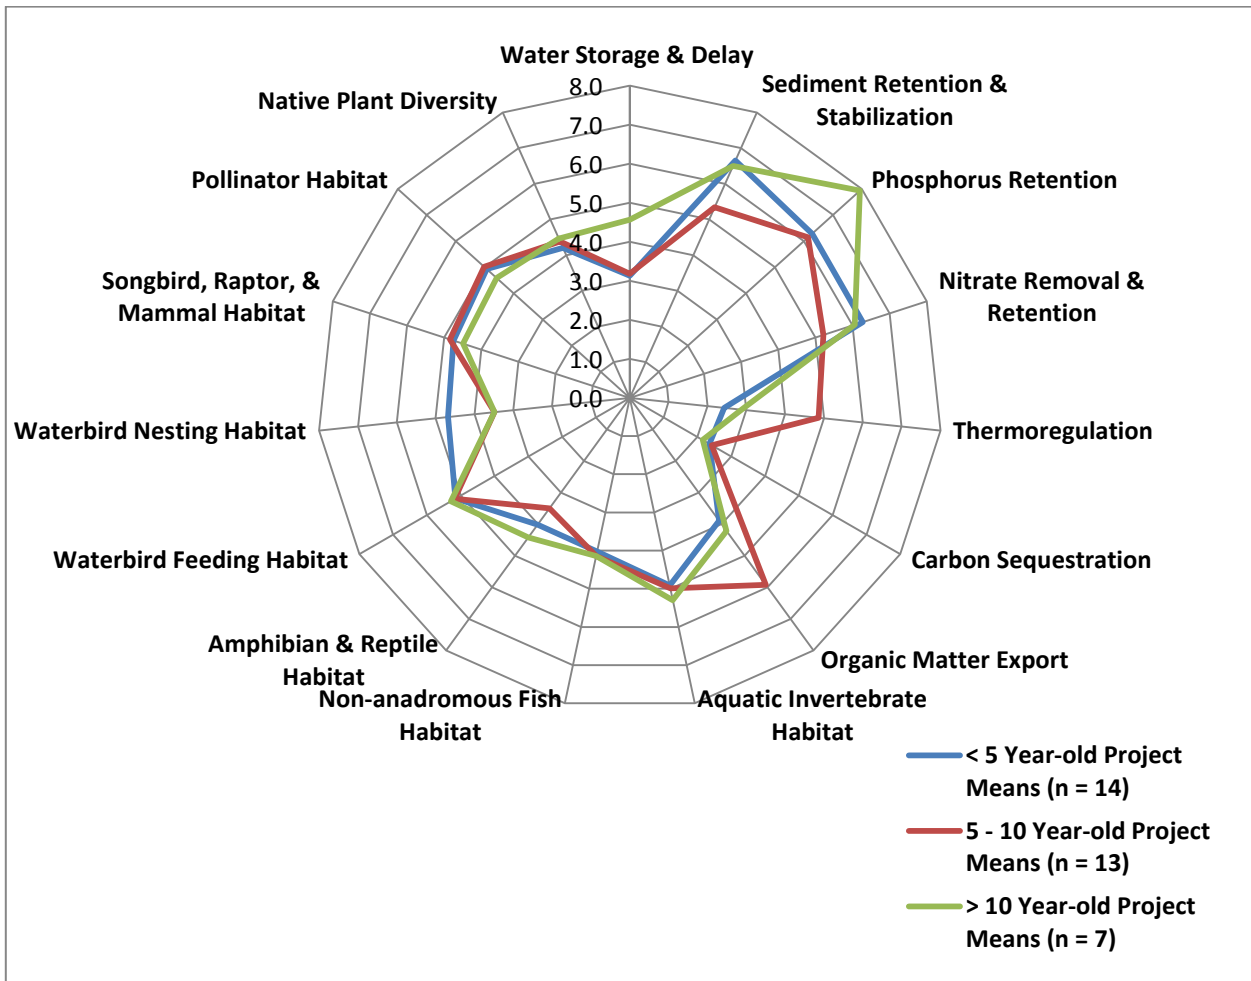 Water Storage & Delay
Sediment Retention &
Stabilization
Phosphorus Retention
Nitrate Removal &
Retention
Thermoregulation
Carbon Sequestration
Organic Matter Export
Aquatic Invertebrate
Habitat
Non-anadromous Fish
Habitat
Amphibian & Reptile
Habitat
Waterbird Feeding Habitat
Waterbird Nesting Habitat
Songbird, Raptor, &
Mammal Habitat
Pollinator Habitat
Native Plant Diversity
8.0
7.0
6.0
5.0
4.0
3.0
2.0
1.0
0.0
< 5 Year-old Project
Means (n = 14)
5 - 10 Year-old Project
Means (n = 13)
> 10 Year-old Project
Means (n = 7)